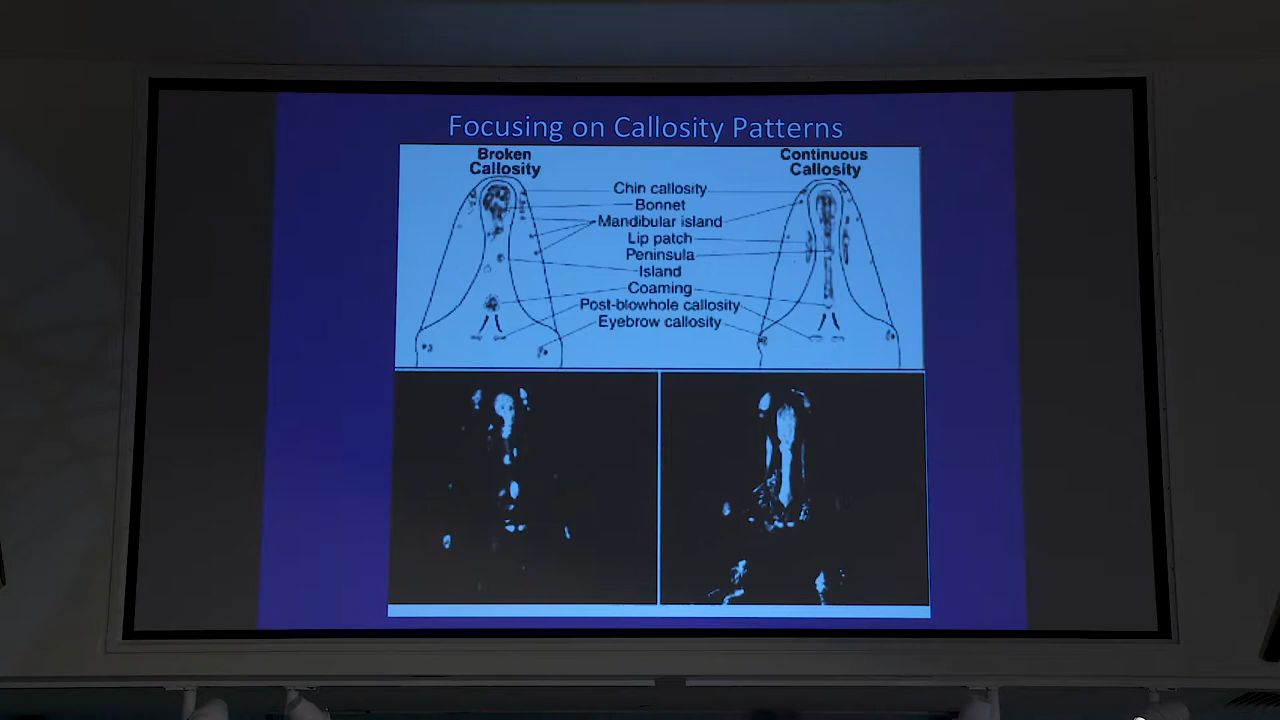 Focusing on Callosity Patterns
Broken
Callosity
Continuous
Callosity
Chin callosity
Bonnet
Mandibular island
Lip patch
Peninsula
Island
Coaming
Post-blowhole callosity
Eyebrow callosity